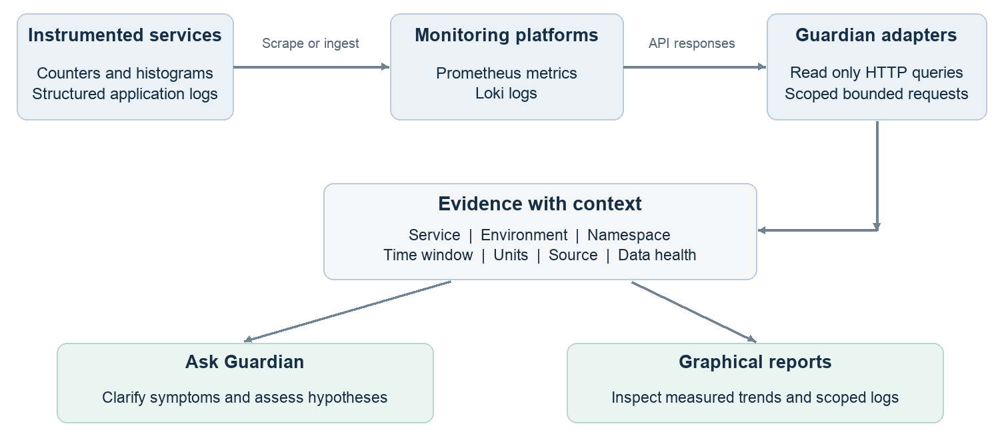 Instrumented services
Counters and histograms
Structured application logs
Scrape or ingest
Monitoring platforms
Prometheus metrics
Loki logs
API responses
Guardian adapters
Read only HTTP queries
Scoped bounded requests
Evidence with context
Service | Environment | Namespace
Time window | Units | Source | Data health
Ask Guardian
Clarify symptoms and assess hypotheses
Graphical reports
Inspect measured trends and scoped logs